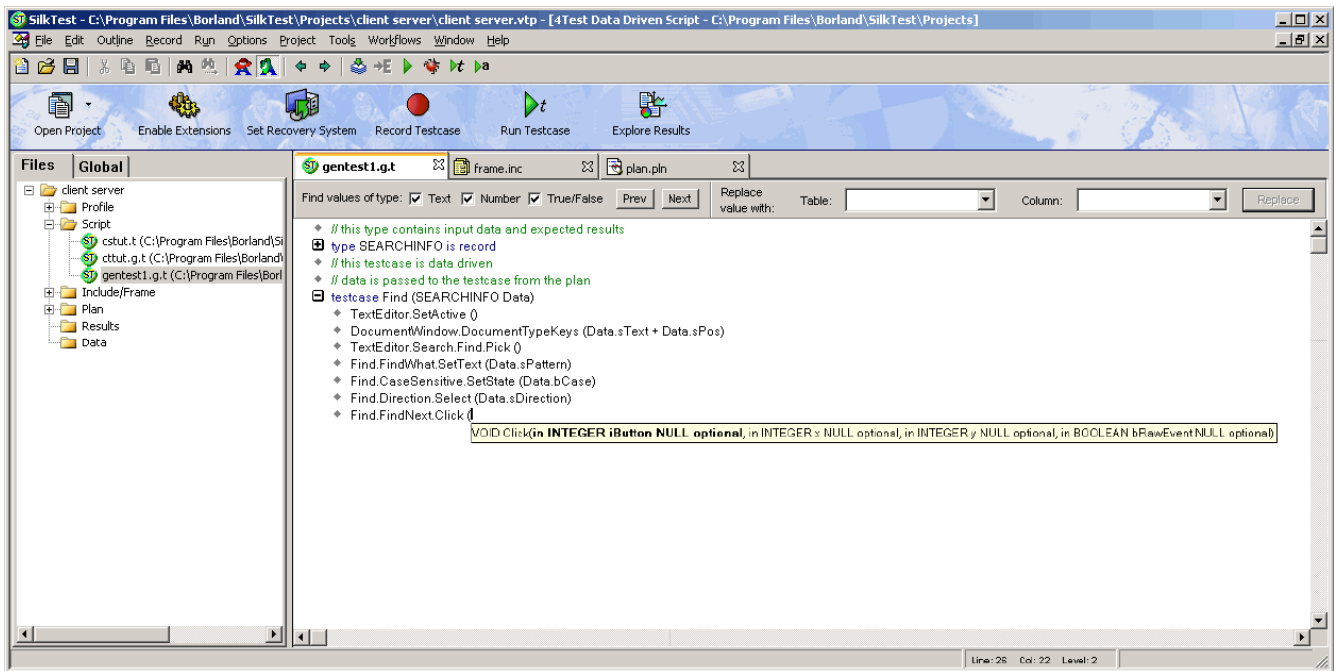 SilkTest - C:\Program Files\Borland\SilkTest\Projects\client server\client server.vtp - [4Test Data Driven Script - C:\Program Files\Borland\SilkTest\Projects]
File Edit Outline Record Run Options Project Tools Workflows Window Help
Open Project Enable Extensions Set Recovery System Record Testcase Run Testcase Explore Results
Files Global
client server
Profile
Script
cstut.t (C:\Program Files\Borland\Si
cttut.g.t (C:\Program Files\Borland\
gentest1.g.t (C:\Program Files\Borl
Include/Frame
Plan
Results
Data
gentest1.g.t frame.inc plan.pln
Find values of type: Text Number True/False Prev Next Replace value with: Table: Column: Replace
// this type contains input data and expected results
type SEARCHINFO is record
// this testcase is data driven
// data is passed to the testcase from the plan
testcase Find (SEARCHINFO Data)
TextEditor.SetActive ()
DocumentWindow.DocumentTypeKeys (Data.sText + Data.sPos)
TextEditor.Search.Find.Pick ()
Find.FindWhat.SetText (Data.sPattern)
Find.CaseSensitive.SetState (Data.bCase)
Find.Direction.Select (Data.sDirection)
Find.FindNext.Click (
VOID Click(in INTEGER iButton NULL optional, in INTEGER x NULL optional, in INTEGER y NULL optional, in BOOLEAN bRawEvent NULL optional)
Line: 26 Col: 22 Level: 2